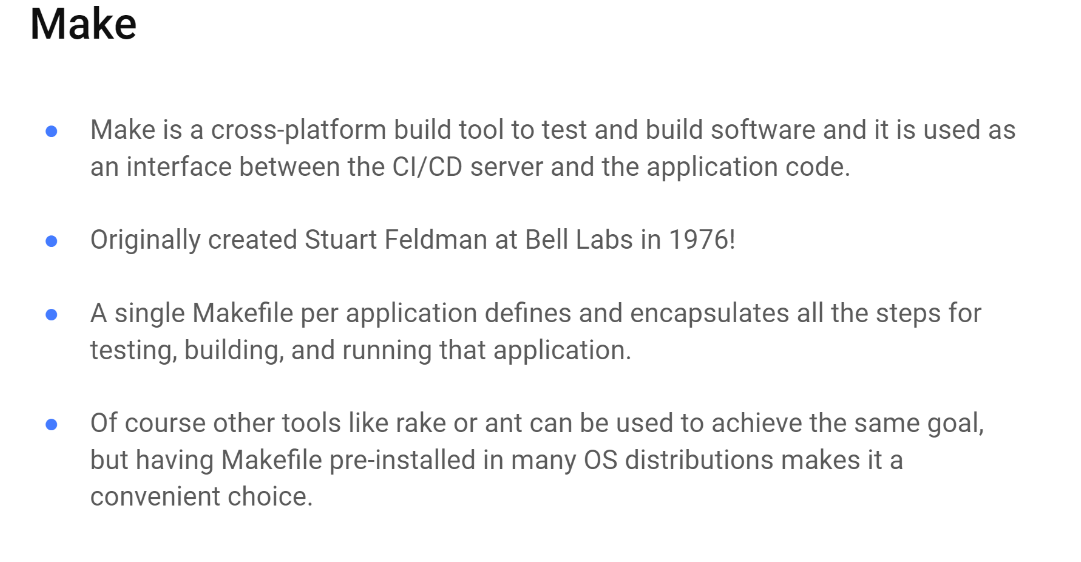 Make
● Make is a cross-platform build tool to test and build software and it is used as
an interface between the CI/CD server and the application code.
● Originally created Stuart Feldman at Bell Labs in 1976!
● A single Makefile per application defines and encapsulates all the steps for
testing, building, and running that application.
● Of course other tools like rake or ant can be used to achieve the same goal,
but having Makefile pre-installed in many OS distributions makes it a
convenient choice.